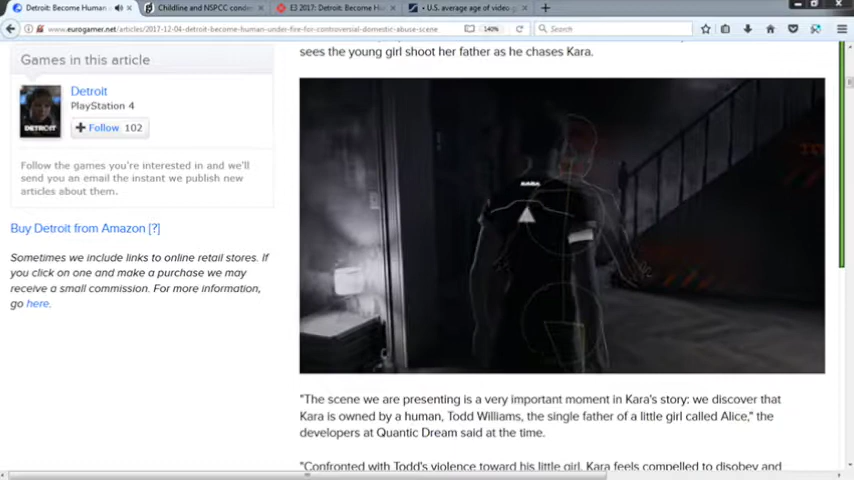 Detroit: Become Human
Childline and NSPCC conde
E3 2017: Detroit: Become Hu
• U.S. average age of video g
www.eurogamer.net/articles/2017-12-04-detroit-become-human-under-fire-for-controversial-domestic-abuse-scene
140%
Search
Games in this article
Detroit
PlayStation 4
+ Follow 102
Follow the games you're interested in and we'll
send you an email the instant we publish new
articles about them.
Buy Detroit from Amazon [?]
Sometimes we include links to online retail stores. If
you click on one and make a purchase we may
receive a small commission. For more information,
go here.
sees the young girl shoot her father as he chases Kara.
"The scene we are presenting is a very important moment in Kara's story: we discover that
Kara is owned by a human, Todd Williams, the single father of a little girl called Alice," the
developers at Quantic Dream said at the time.
"Confronted with Todd's violence toward his little girl, Kara feels compelled to disobey and